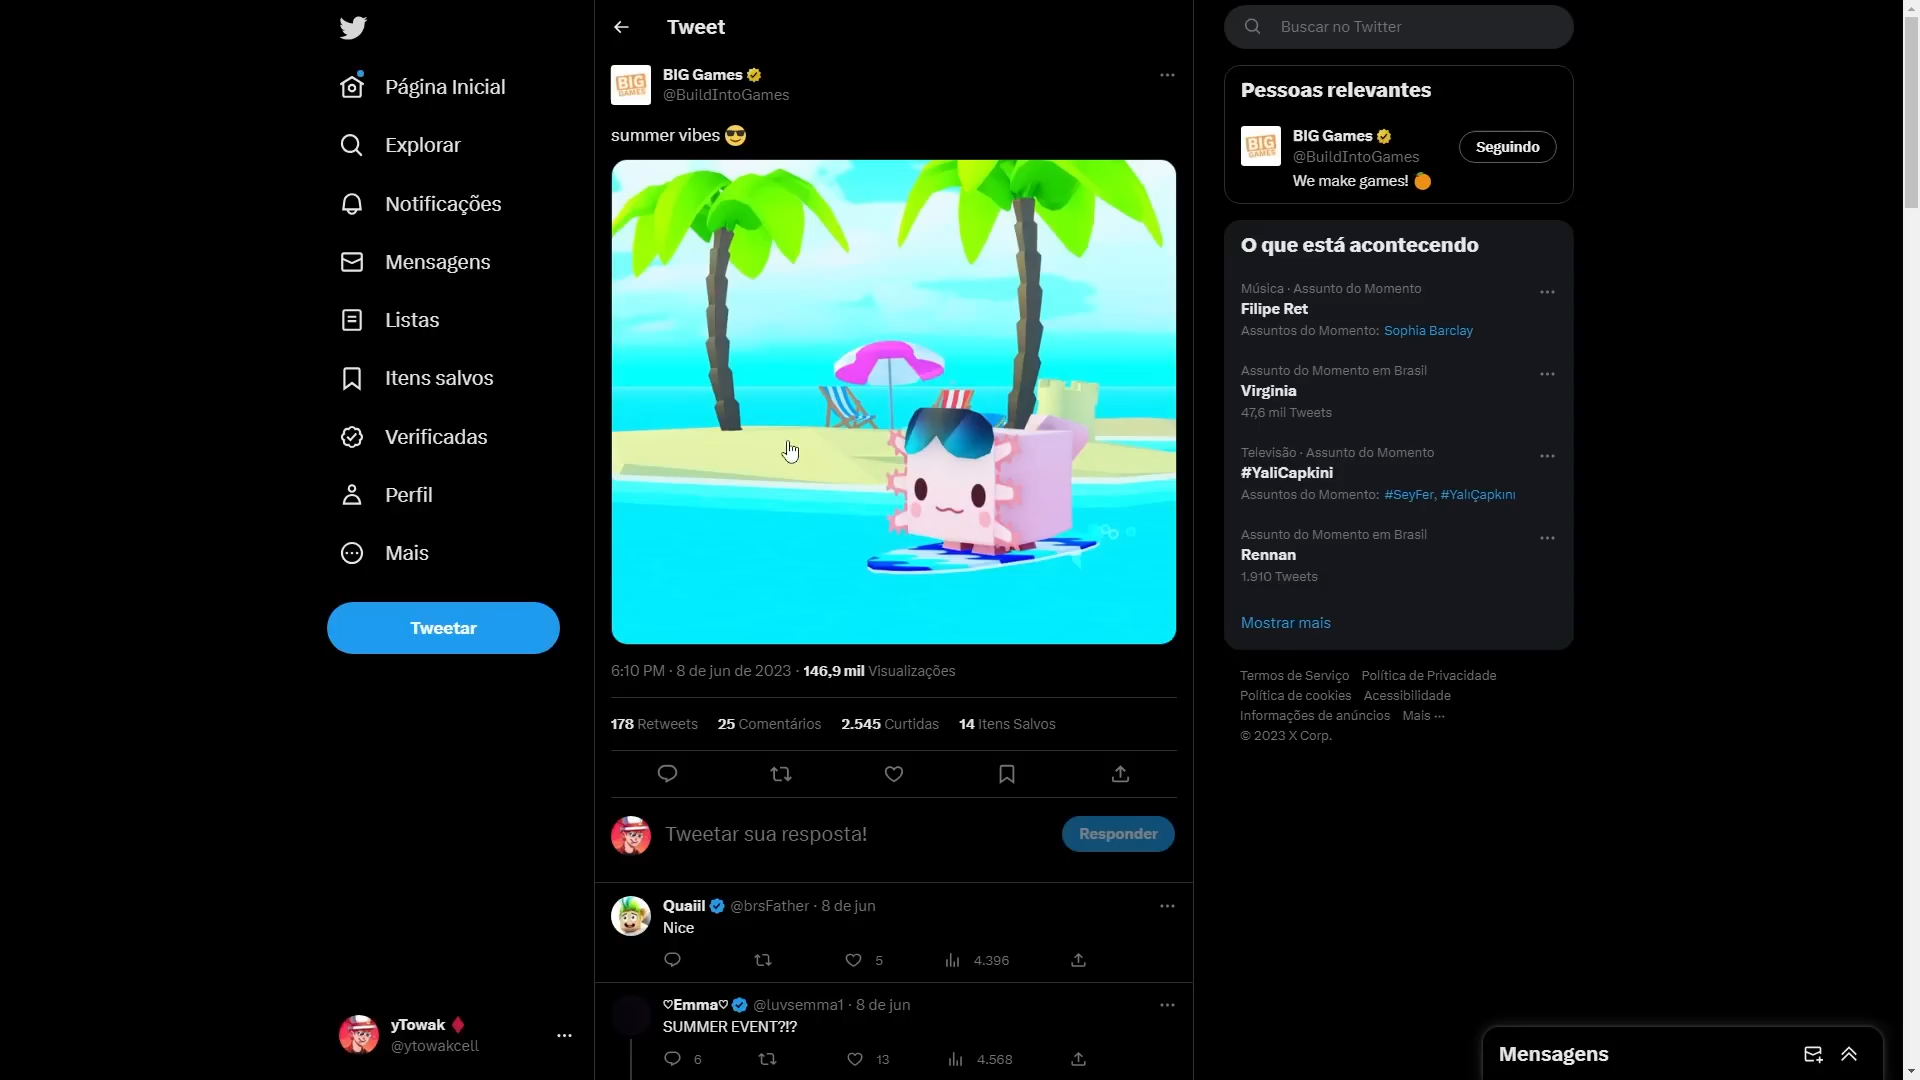 Página Inicial
Explorar
Notificações
Mensagens
Listas
Itens salvos
Verificadas
Perfil
Mais
Tweetar
yTowak
@ytowakcell
Tweet
BIG GAMES
BIG Games
@BuildIntoGames
summer vibes 😎
6:10 PM · 8 de jun de 2023 · 146,9 mil Visualizações
178 Retweets 25 Comentários 2.545 Curtidas 14 Itens Salvos
Tweetar sua resposta!
Responder
Quaiil @brsFather · 8 de jun
Nice
5 4.396
♡Emma♡ @luvsemma1 · 8 de jun
SUMMER EVENT?!?
6 13 4.568
Buscar no Twitter
Pessoas relevantes
BIG GAMES
BIG Games
@BuildIntoGames
Seguindo
We make games! 🍊
O que está acontecendo
Música · Assunto do Momento
Filipe Ret
Assuntos do Momento: Sophia Barclay
Assunto do Momento em Brasil
Virginia
47,6 mil Tweets
Televisão · Assunto do Momento
#YaliCapkini
Assuntos do Momento: #SeyFer, #YalıÇapkını
Assunto do Momento em Brasil
Rennan
1.910 Tweets
Mostrar mais
Termos de Serviço Política de Privacidade
Política de cookies Acessibilidade
Informações de anúncios Mais ···
© 2023 X Corp.
Mensagens